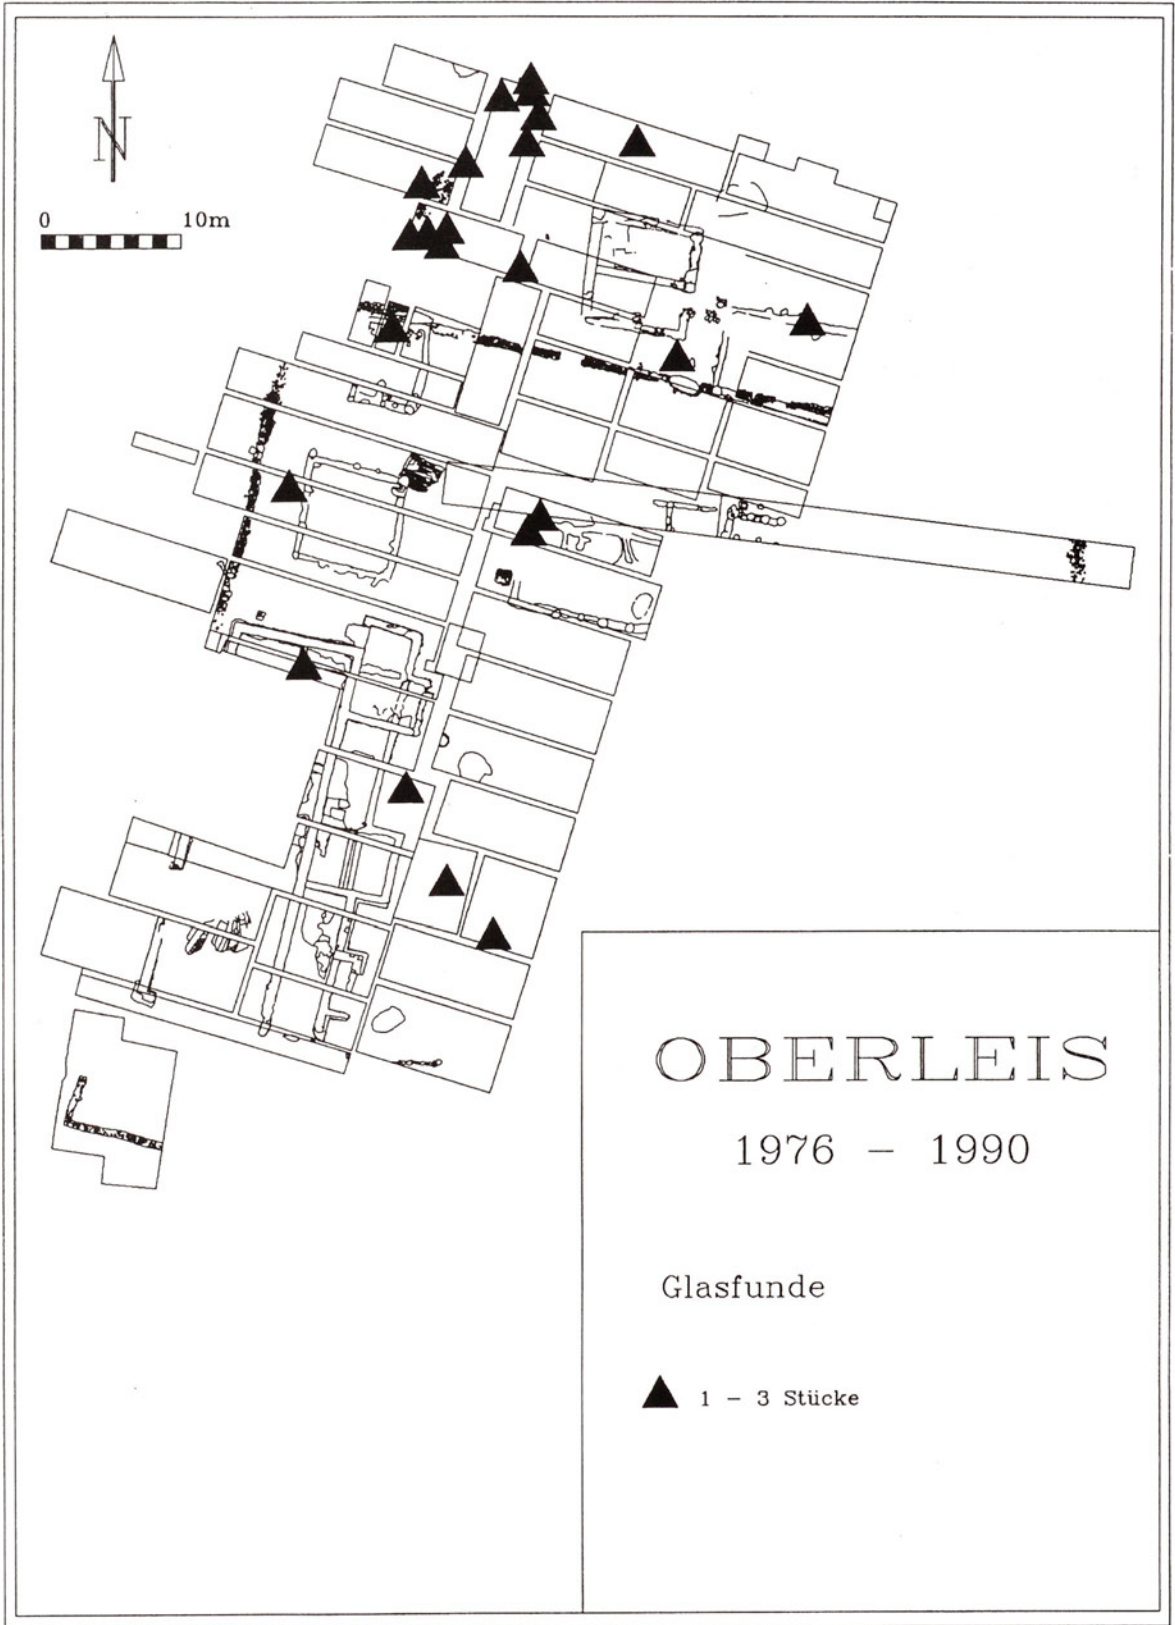 N
0 10m
OBERLEIS
1976 – 1990
Glasfunde
1 – 3 Stücke